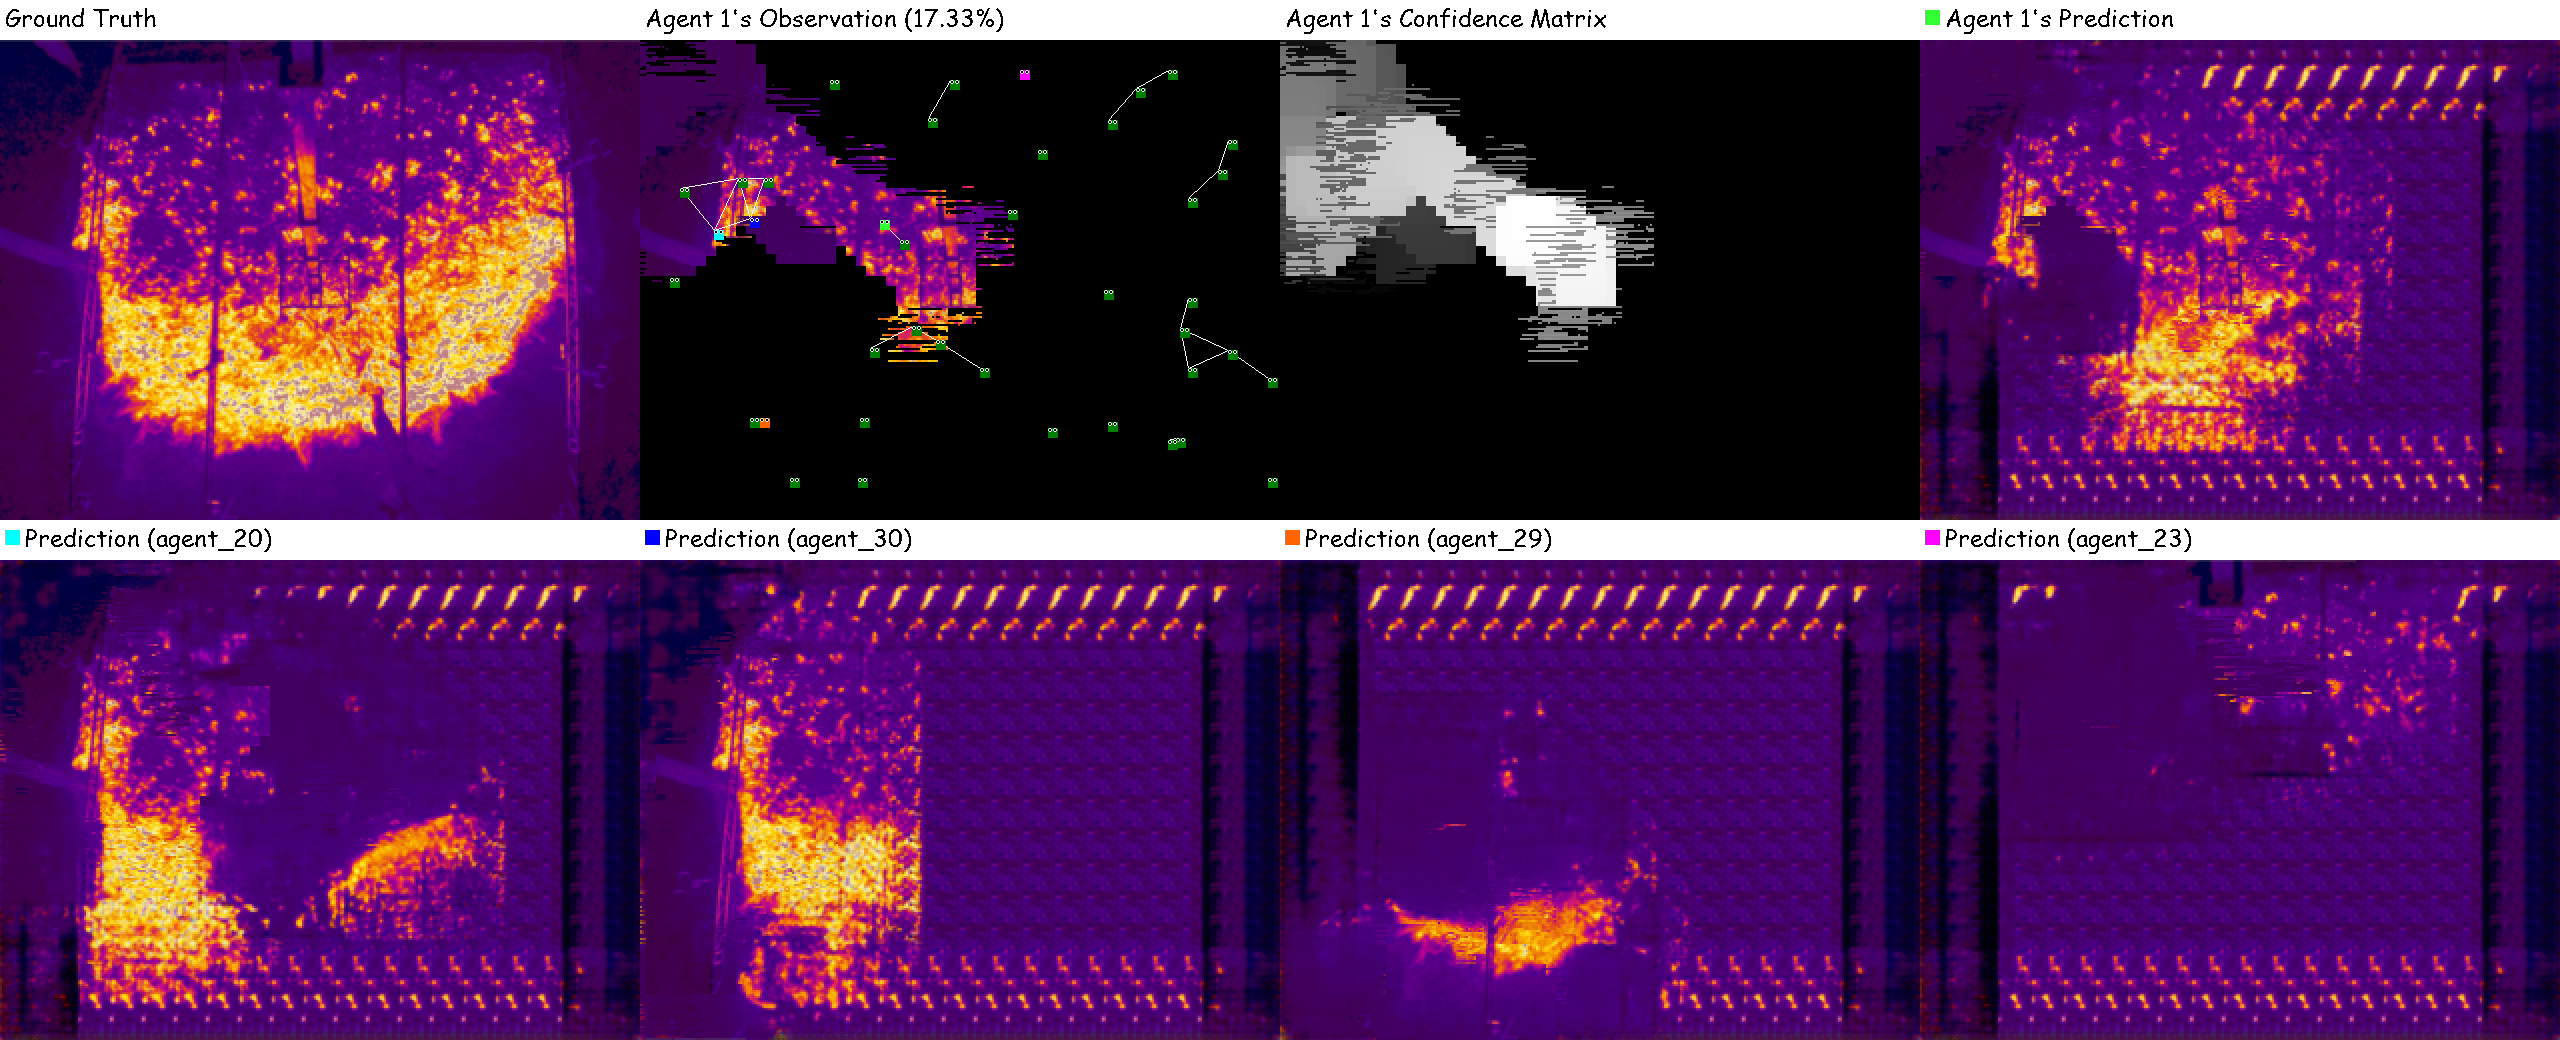 Ground Truth
Agent 1's Observation (17.33%)
Agent 1's Confidence Matrix
Agent 1's Prediction
Prediction (agent_20)
Prediction (agent_30)
Prediction (agent_29)
Prediction (agent_23)